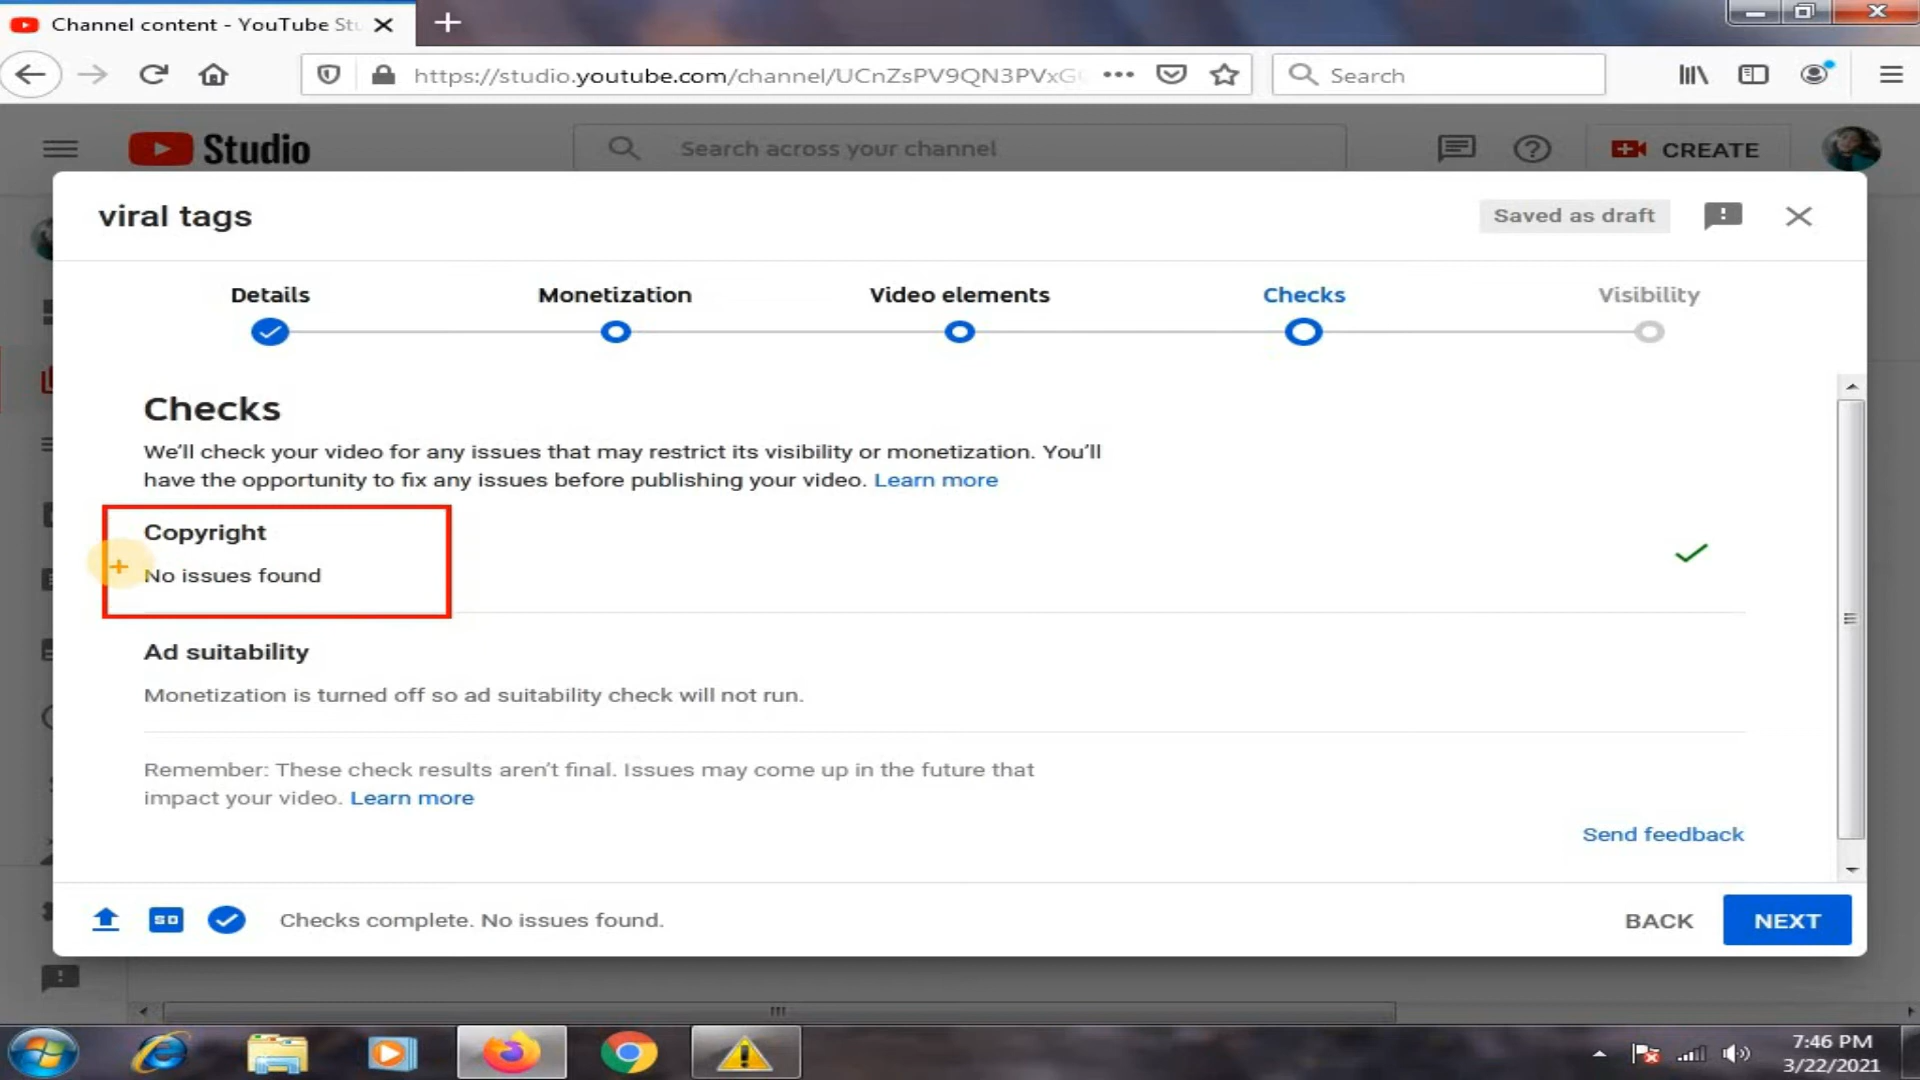 Channel content - YouTube Stu
https://studio.youtube.com/channel/UCnZsPV9QN3PVxG
Search
Studio
Search across your channel
CREATE
viral tags
Saved as draft
Details
Monetization
Video elements
Checks
Visibility
Checks
We'll check your video for any issues that may restrict its visibility or monetization. You'll
have the opportunity to fix any issues before publishing your video. Learn more
Copyright
No issues found
Ad suitability
Monetization is turned off so ad suitability check will not run.
Remember: These check results aren't final. Issues may come up in the future that
impact your video. Learn more
Send feedback
SD
Checks complete. No issues found.
BACK
NEXT
7:46 PM
3/22/2021